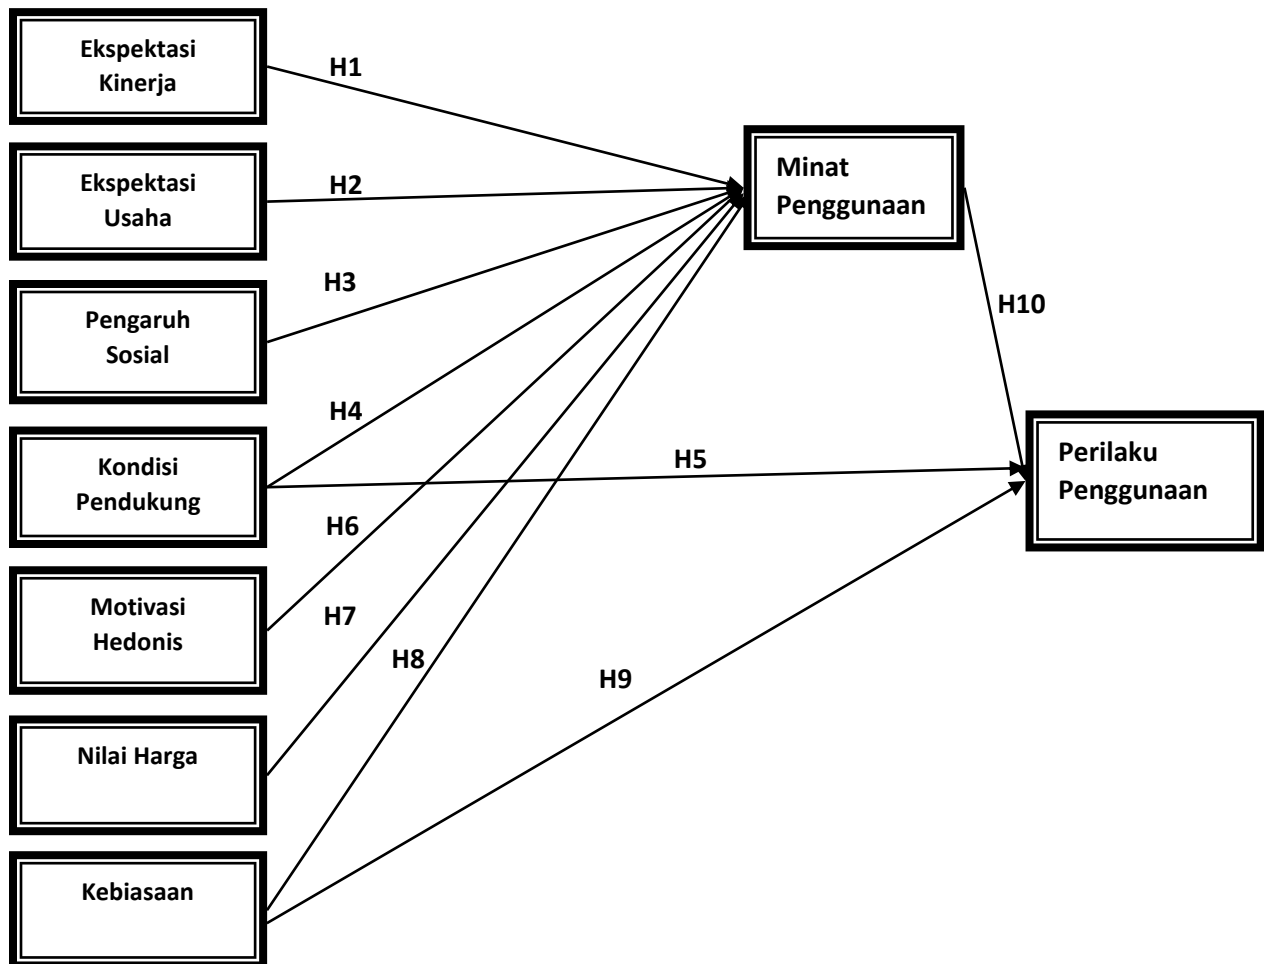 Ekspektasi
Kinerja
H1
Minat
Penggunaan
Ekspektasi
Usaha
H2
Pengaruh
Sosial
H3
H10
Kondisi
Pendukung
H4
H5
Perilaku
Penggunaan
H6
Motivasi
Hedonis
H7
H8
H9
Nilai Harga
Kebiasaan